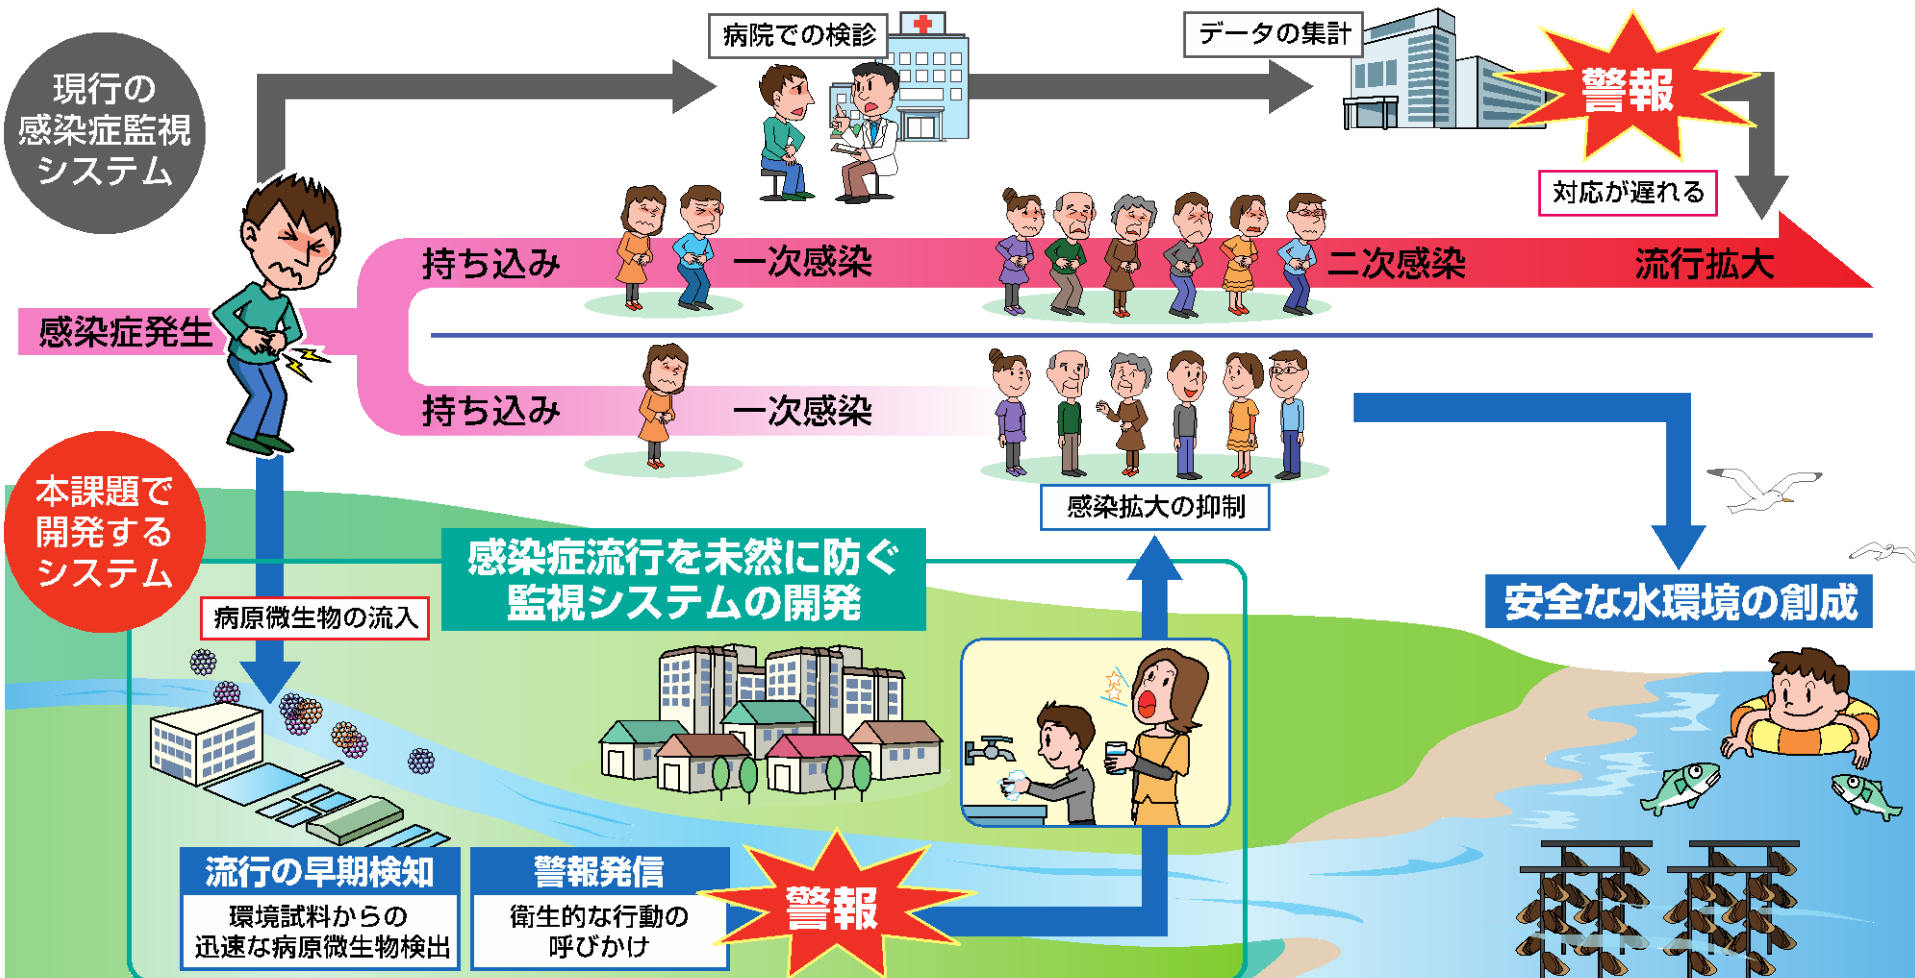 現行の
感染症監視
システム
病院での検診
データの集計
警報
対応が遅れる
持ち込み
一次感染
二次感染
流行拡大
感染症発生
持ち込み
一次感染
感染拡大の抑制
本課題で
開発する
システム
病原微生物の流入
感染症流行を未然に防ぐ
監視システムの開発
安全な水環境の創成
流行の早期検知
環境試料からの
迅速な病原微生物検出
警報発信
衛生的な行動の
呼びかけ
警報